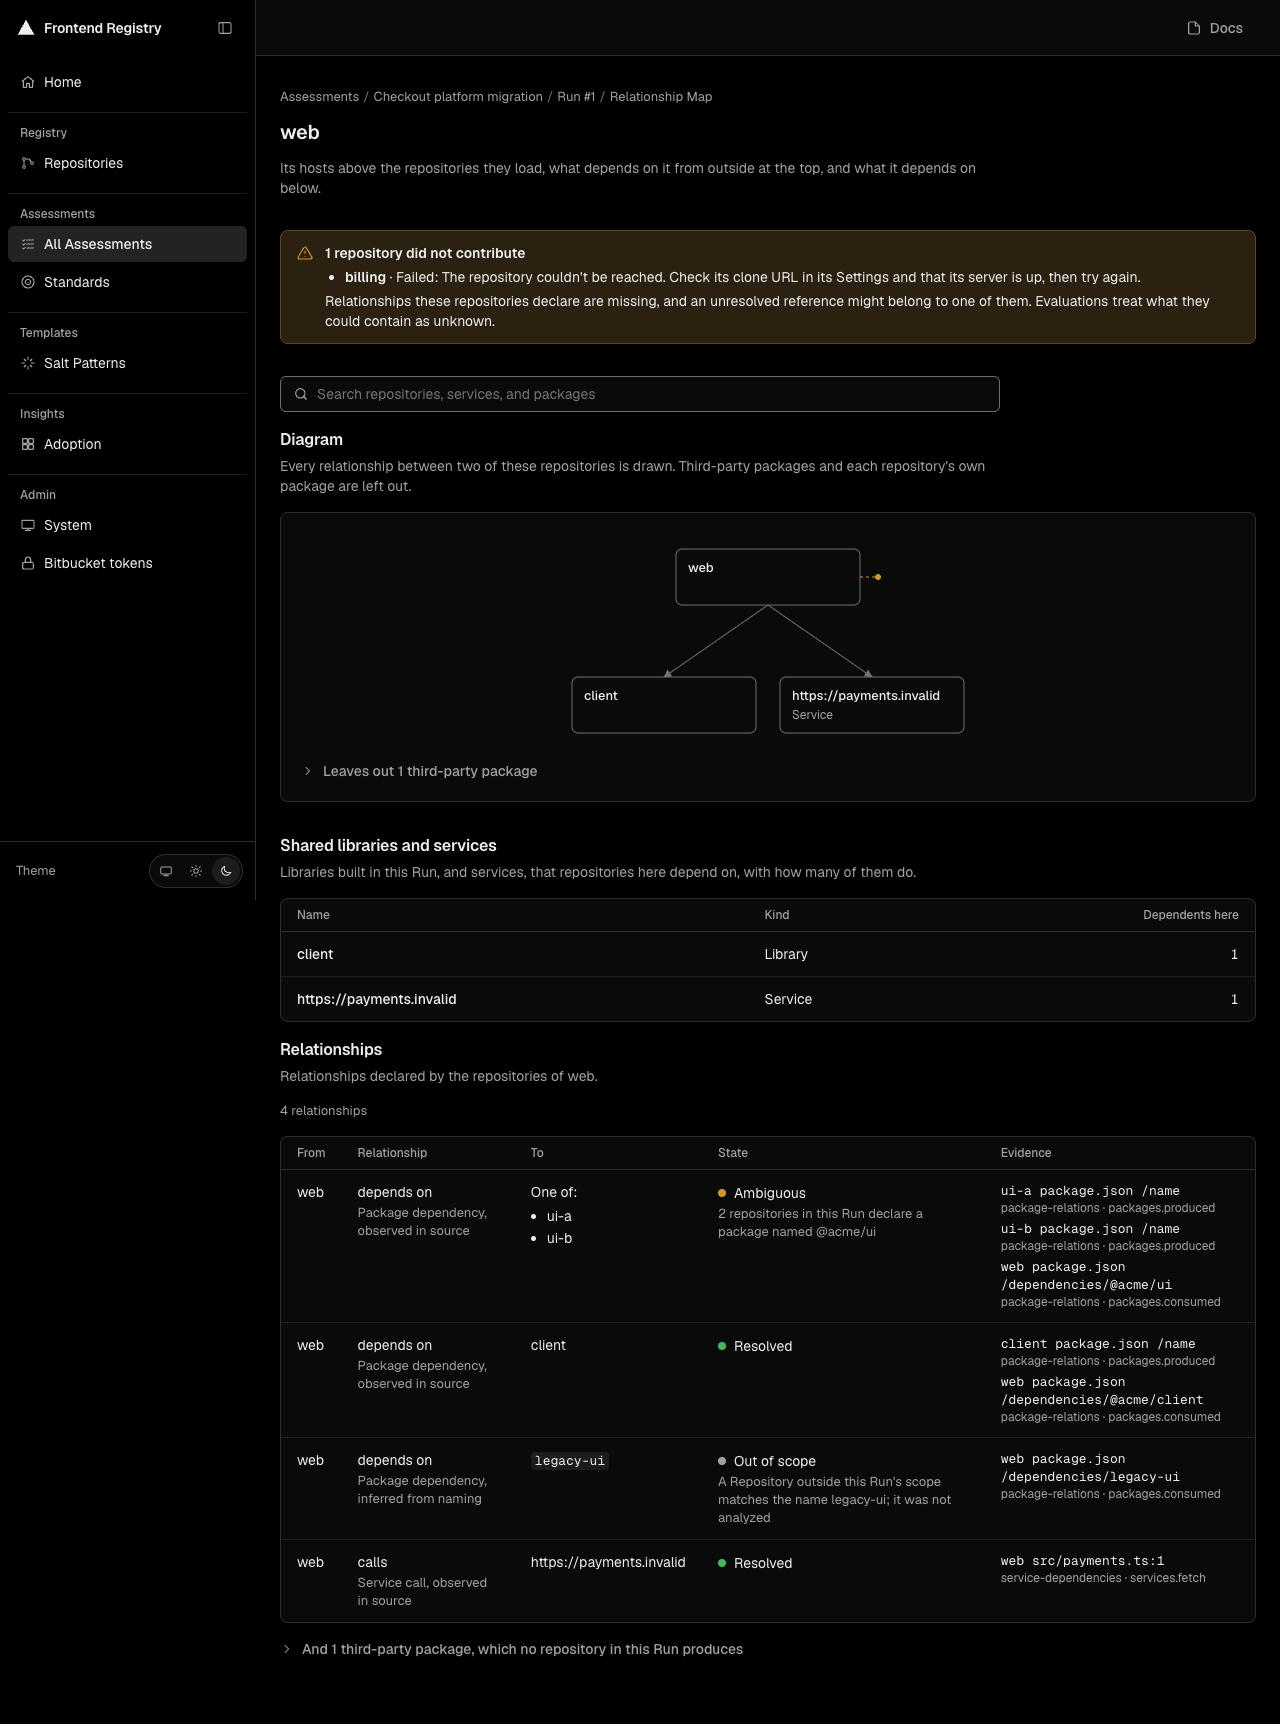 Frontend Registry
Docs
Home
Registry
Repositories
Assessments
All Assessments
Standards
Templates
Salt Patterns
Insights
Adoption
Admin
System
Bitbucket tokens
Theme
Assessments / Checkout platform migration / Run #1 / Relationship Map
web
Its hosts above the repositories they load, what depends on it from outside at the top, and what it depends on
below.
1 repository did not contribute
• billing · Failed: The repository couldn't be reached. Check its clone URL in its Settings and that its server is up, then try again.
Relationships these repositories declare are missing, and an unresolved reference might belong to one of them. Evaluations treat what they
could contain as unknown.
Search repositories, services, and packages
Diagram
Every relationship between two of these repositories is drawn. Third-party packages and each repository's own
package are left out.
web
client
https://payments.invalid
Service
Leaves out 1 third-party package
Shared libraries and services
Libraries built in this Run, and services, that repositories here depend on, with how many of them do.
Name Kind Dependents here
client Library 1
https://payments.invalid Service 1
Relationships
Relationships declared by the repositories of web.
4 relationships
From Relationship To State Evidence
web
depends on
Package dependency,
observed in source
One of:
• ui-a
• ui-b
Ambiguous
2 repositories in this Run declare a
package named @acme/ui
ui-a package.json /name
package-relations · packages.produced
ui-b package.json /name
package-relations · packages.produced
web package.json
/dependencies/@acme/ui
package-relations · packages.consumed
web
depends on
Package dependency,
observed in source
client
Resolved
client package.json /name
package-relations · packages.produced
web package.json
/dependencies/@acme/client
package-relations · packages.consumed
web
depends on
Package dependency,
inferred from naming
legacy-ui
Out of scope
A Repository outside this Run's scope
matches the name legacy-ui; it was not
analyzed
web package.json
/dependencies/legacy-ui
package-relations · packages.consumed
web
calls
Service call, observed
in source
https://payments.invalid
Resolved
web src/payments.ts:1
service-dependencies · services.fetch
And 1 third-party package, which no repository in this Run produces